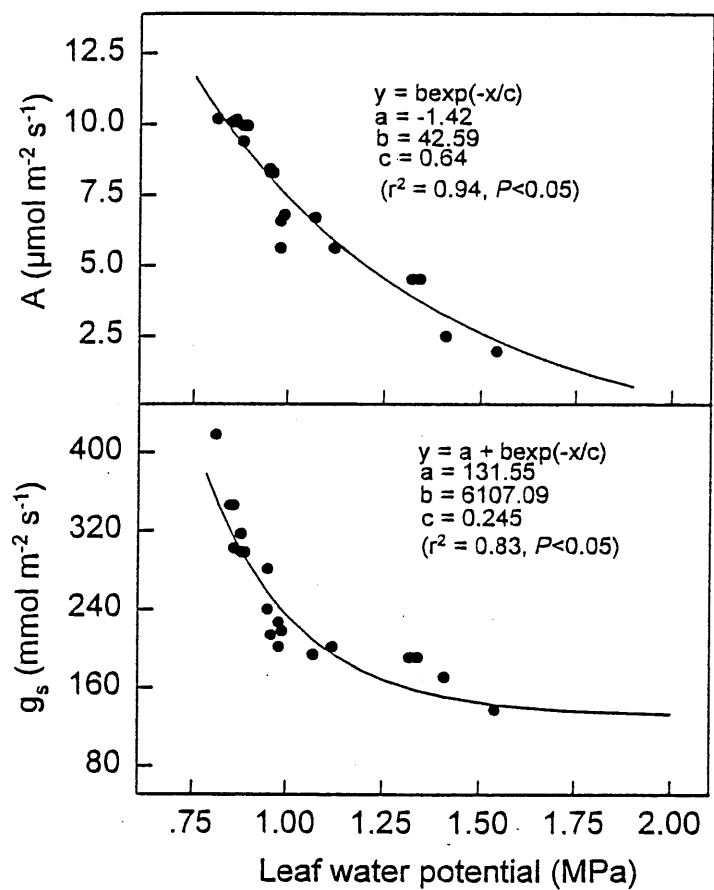 12.5
10.0
7.5
5.0
2.5
A (μmol m⁻² s⁻¹)
y = bexp(-x/c)
a = -1.42
b = 42.59
c = 0.64
(r² = 0.94, P<0.05)
400
320
240
160
80
gₛ (mmol m⁻² s⁻¹)
y = a + bexp(-x/c)
a = 131.55
b = 6107.09
c = 0.245
(r² = 0.83, P<0.05)
.75 1.00 1.25 1.50 1.75 2.00
Leaf water potential (MPa)